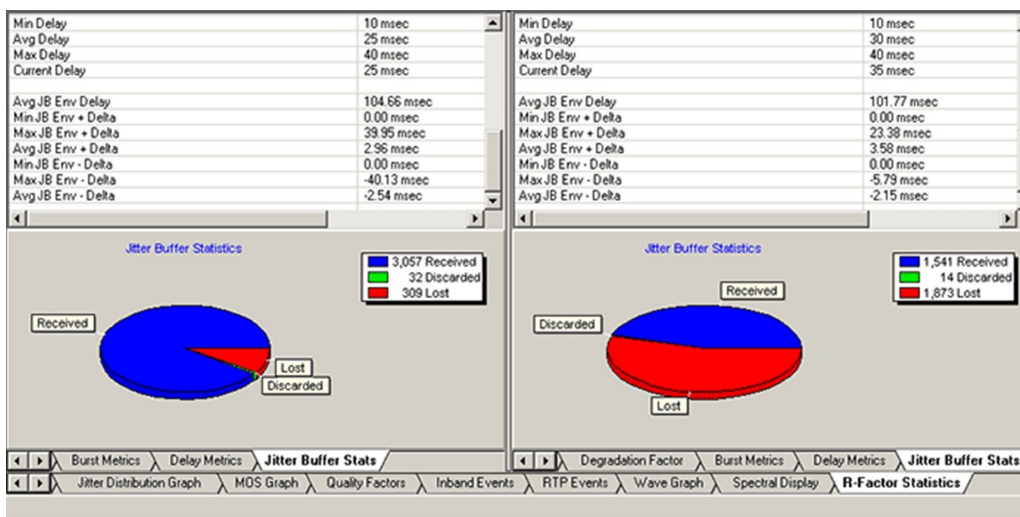 Min Delay 10 msec
Avg Delay 25 msec
Max Delay 40 msec
Current Delay 25 msec
Avg JB Env Delay 104.66 msec
Min JB Env + Delta 0.00 msec
Max JB Env + Delta 39.95 msec
Avg JB Env + Delta 2.96 msec
Min JB Env - Delta 0.00 msec
Max JB Env - Delta -40.13 msec
Avg JB Env - Delta -2.54 msec
Jitter Buffer Statistics
3,057 Received
32 Discarded
309 Lost
Received
Lost
Discarded
Burst Metrics Delay Metrics Jitter Buffer Stats
Min Delay 10 msec
Avg Delay 30 msec
Max Delay 40 msec
Current Delay 35 msec
Avg JB Env Delay 101.77 msec
Min JB Env + Delta 0.00 msec
Max JB Env + Delta 23.38 msec
Avg JB Env + Delta 3.58 msec
Min JB Env - Delta 0.00 msec
Max JB Env - Delta -5.79 msec
Avg JB Env - Delta -2.15 msec
Jitter Buffer Statistics
1,541 Received
14 Discarded
1,873 Lost
Received
Discarded
Lost
Degradation Factor Burst Metrics Delay Metrics Jitter Buffer Stats
Jitter Distribution Graph MOS Graph Quality Factors Inband Events RTP Events Wave Graph Spectral Display R-Factor Statistics